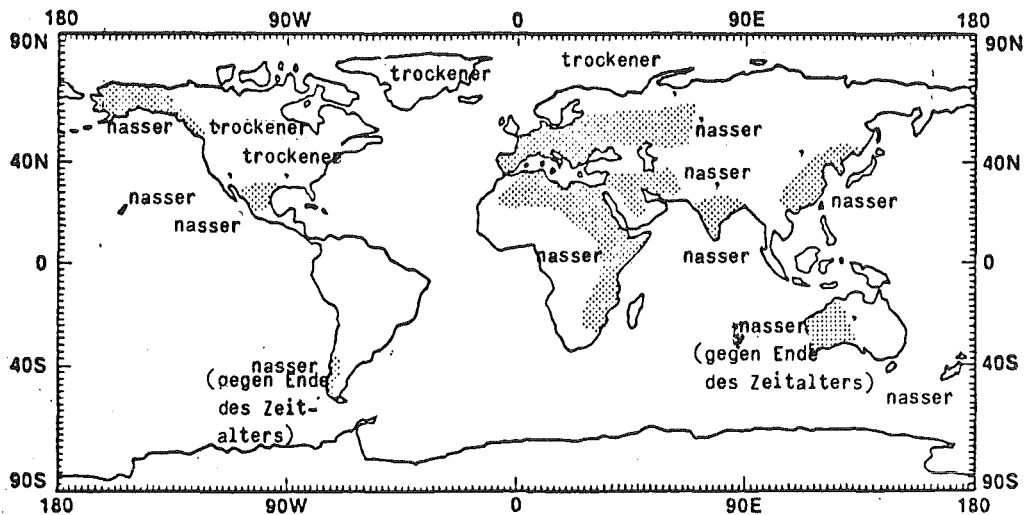 180 90W 0 90E 180
90N 90N
trockener
trockener
nasser trockener nasser
trockener
40N 40N
nasser
nasser nasser
nasser
nasser nasser
0 0
nasser
(gegen Ende
des Zeitalters)
nasser
40S 40S
(gegen Ende
des Zeit-
alters)
nasser
90S 90S
180 90W 0 90E 180